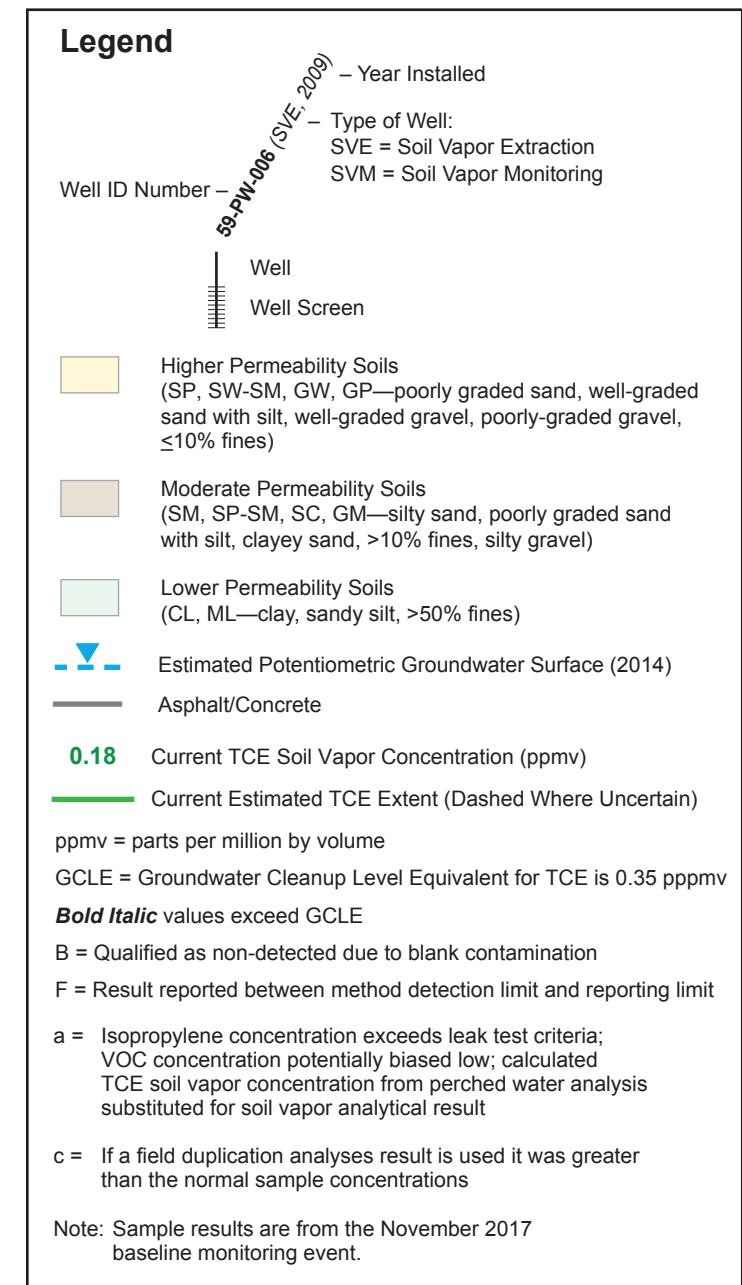 Legend
59-PW-006 (SVE, 2009)
– Year Installed
– Type of Well:
SVE = Soil Vapor Extraction
SVM = Soil Vapor Monitoring
Well ID Number –
Well
Well Screen
Higher Permeability Soils
(SP, SW-SM, GW, GP—poorly graded sand, well-graded
sand with silt, well-graded gravel, poorly-graded gravel,
≤10% fines)
Moderate Permeability Soils
(SM, SP-SM, SC, GM—silty sand, poorly graded sand
with silt, clayey sand, >10% fines, silty gravel)
Lower Permeability Soils
(CL, ML—clay, sandy silt, >50% fines)
Estimated Potentiometric Groundwater Surface (2014)
Asphalt/Concrete
0.18 Current TCE Soil Vapor Concentration (ppmv)
Current Estimated TCE Extent (Dashed Where Uncertain)
ppmv = parts per million by volume
GCLE = Groundwater Cleanup Level Equivalent for TCE is 0.35 pppmv
Bold Italic values exceed GCLE
B = Qualified as non-detected due to blank contamination
F = Result reported between method detection limit and reporting limit
a = Isopropylene concentration exceeds leak test criteria;
VOC concentration potentially biased low; calculated
TCE soil vapor concentration from perched water analysis
substituted for soil vapor analytical result
c = If a field duplication analyses result is used it was greater
than the normal sample concentrations
Note: Sample results are from the November 2017
baseline monitoring event.